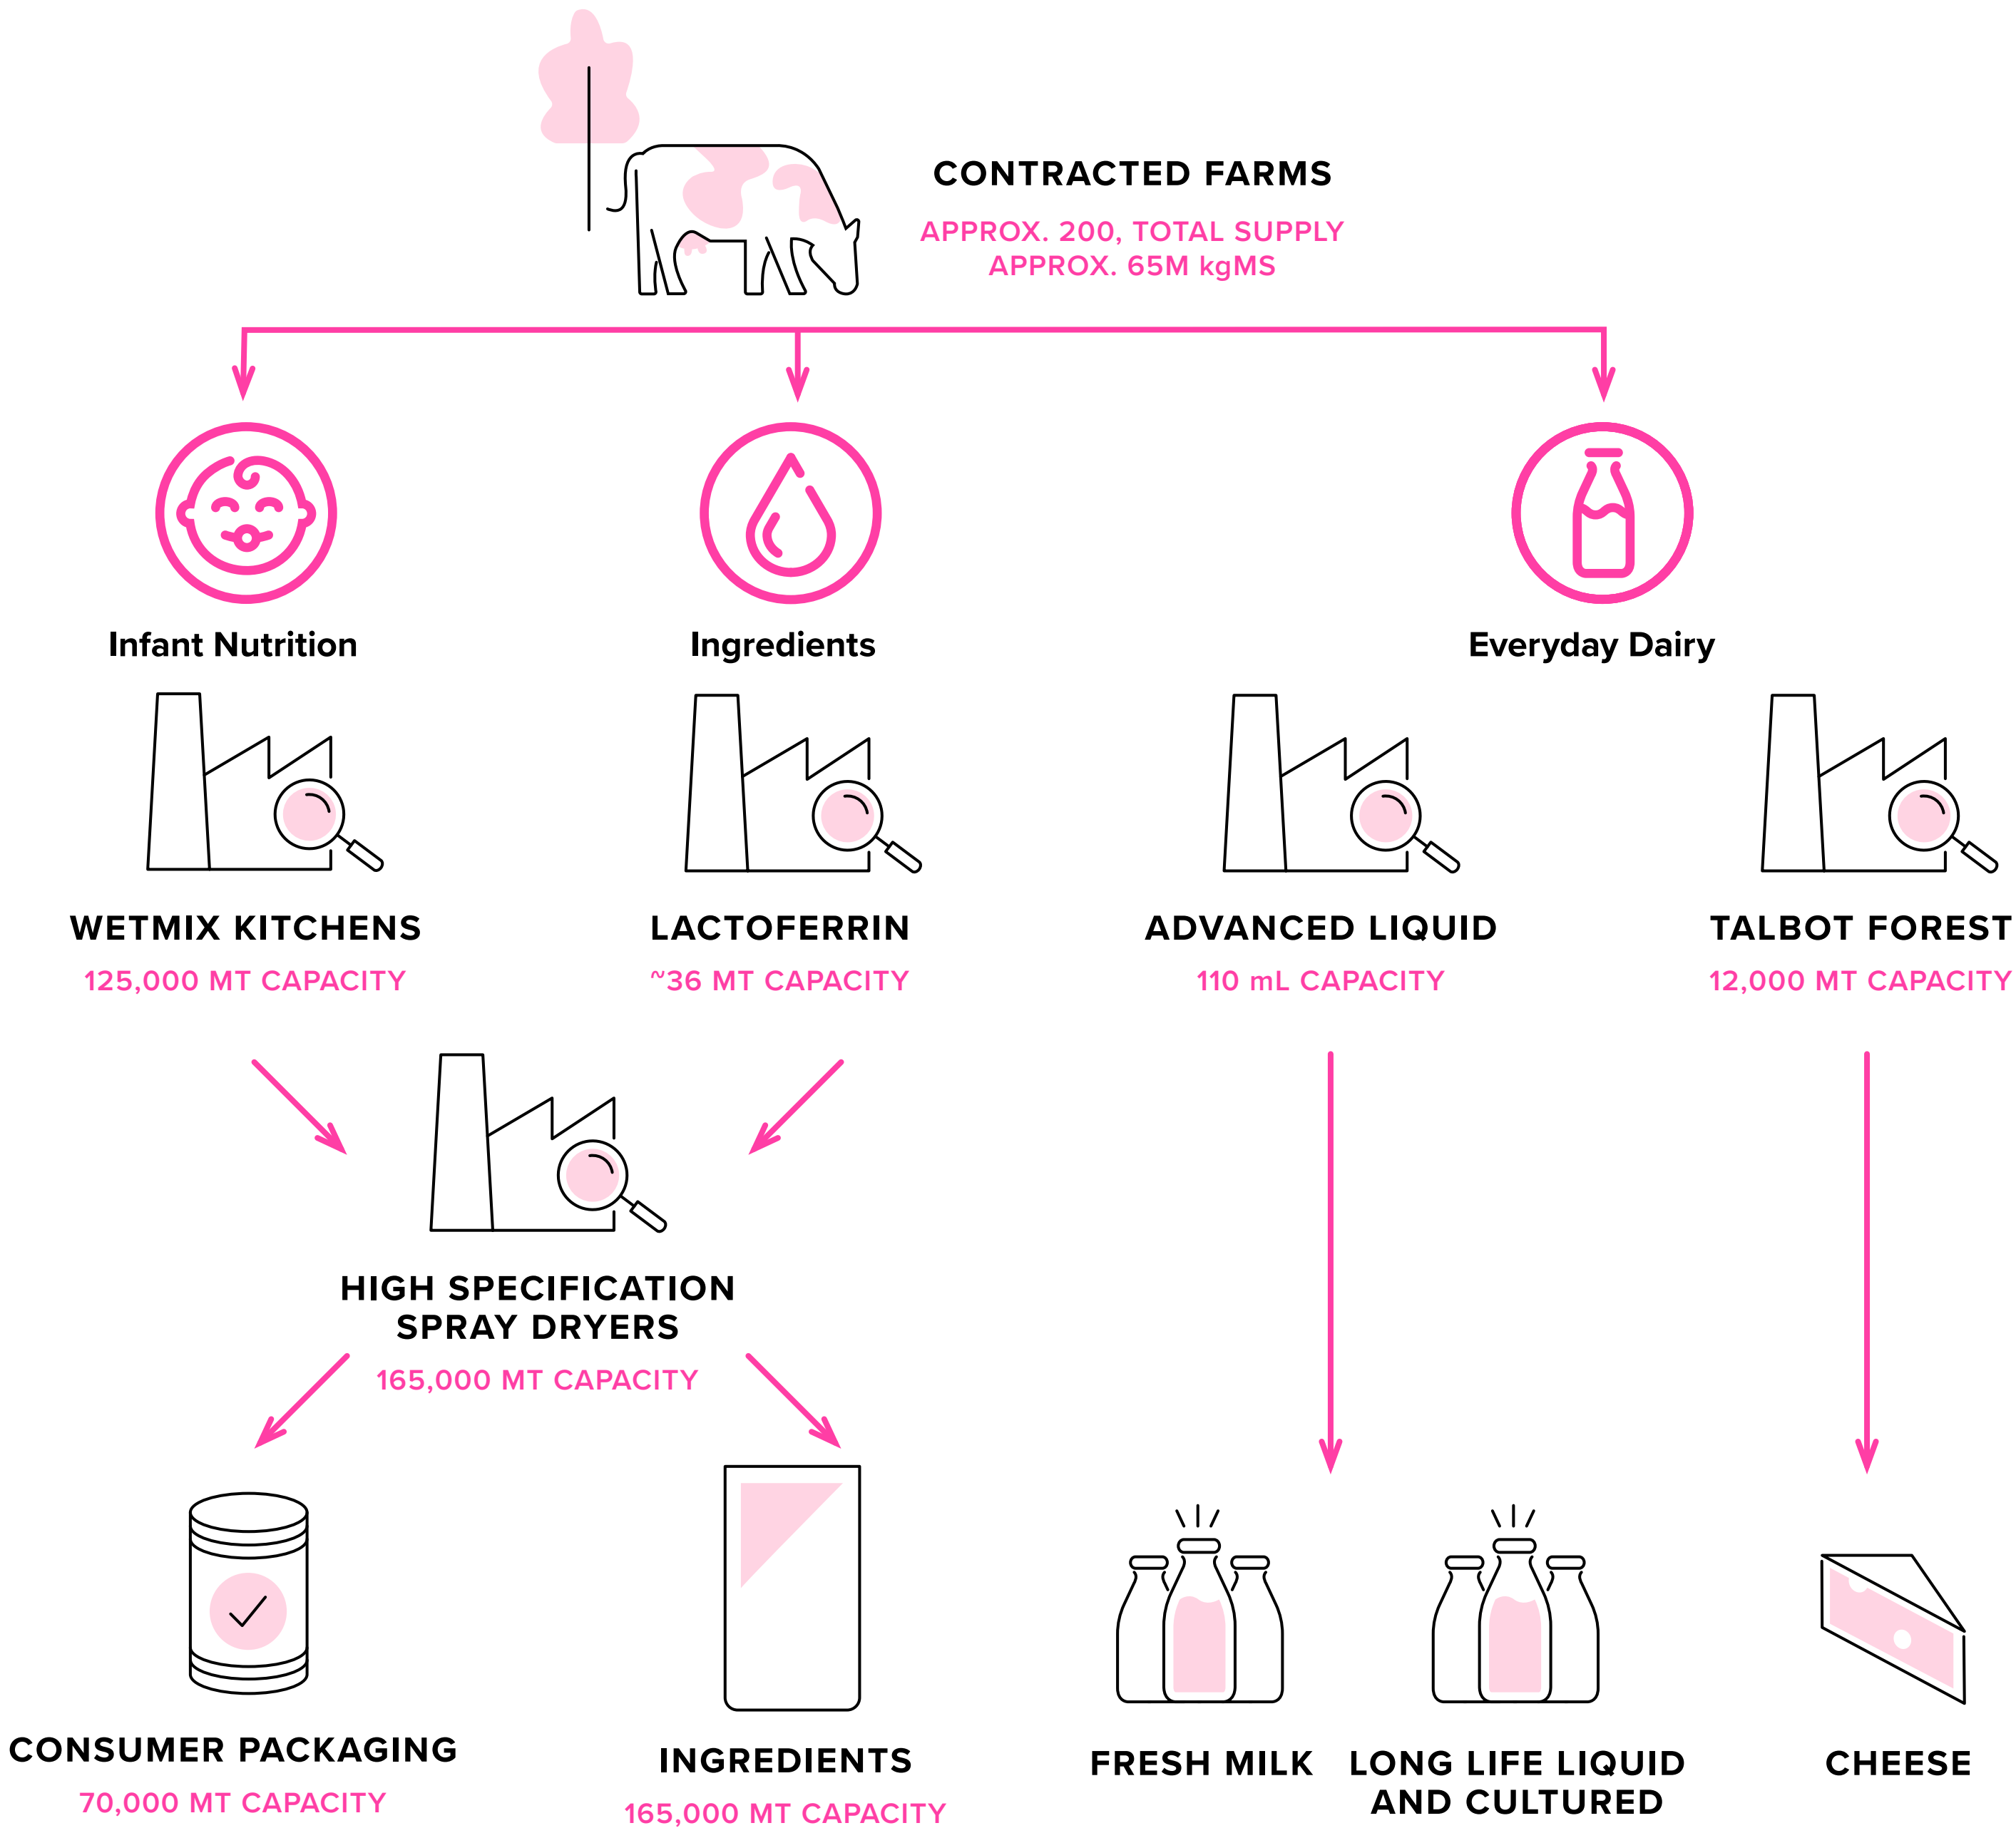 CONTRACTED FARMS
APPROX. 200, TOTAL SUPPLY
APPROX. 65M kgMS
Infant Nutrition
Ingredients
Everyday Dairy
WETMIX KITCHENS
125,000 MT CAPACITY
LACTOFERRIN
~36 MT CAPACITY
ADVANCED LIQUID
110 mL CAPACITY
TALBOT FOREST
12,000 MT CAPACITY
HIGH SPECIFICATION
SPRAY DRYERS
165,000 MT CAPACITY
CONSUMER PACKAGING
70,000 MT CAPACITY
INGREDIENTS
165,000 MT CAPACITY
FRESH MILK
LONG LIFE LIQUID
AND CULTURED
CHEESE